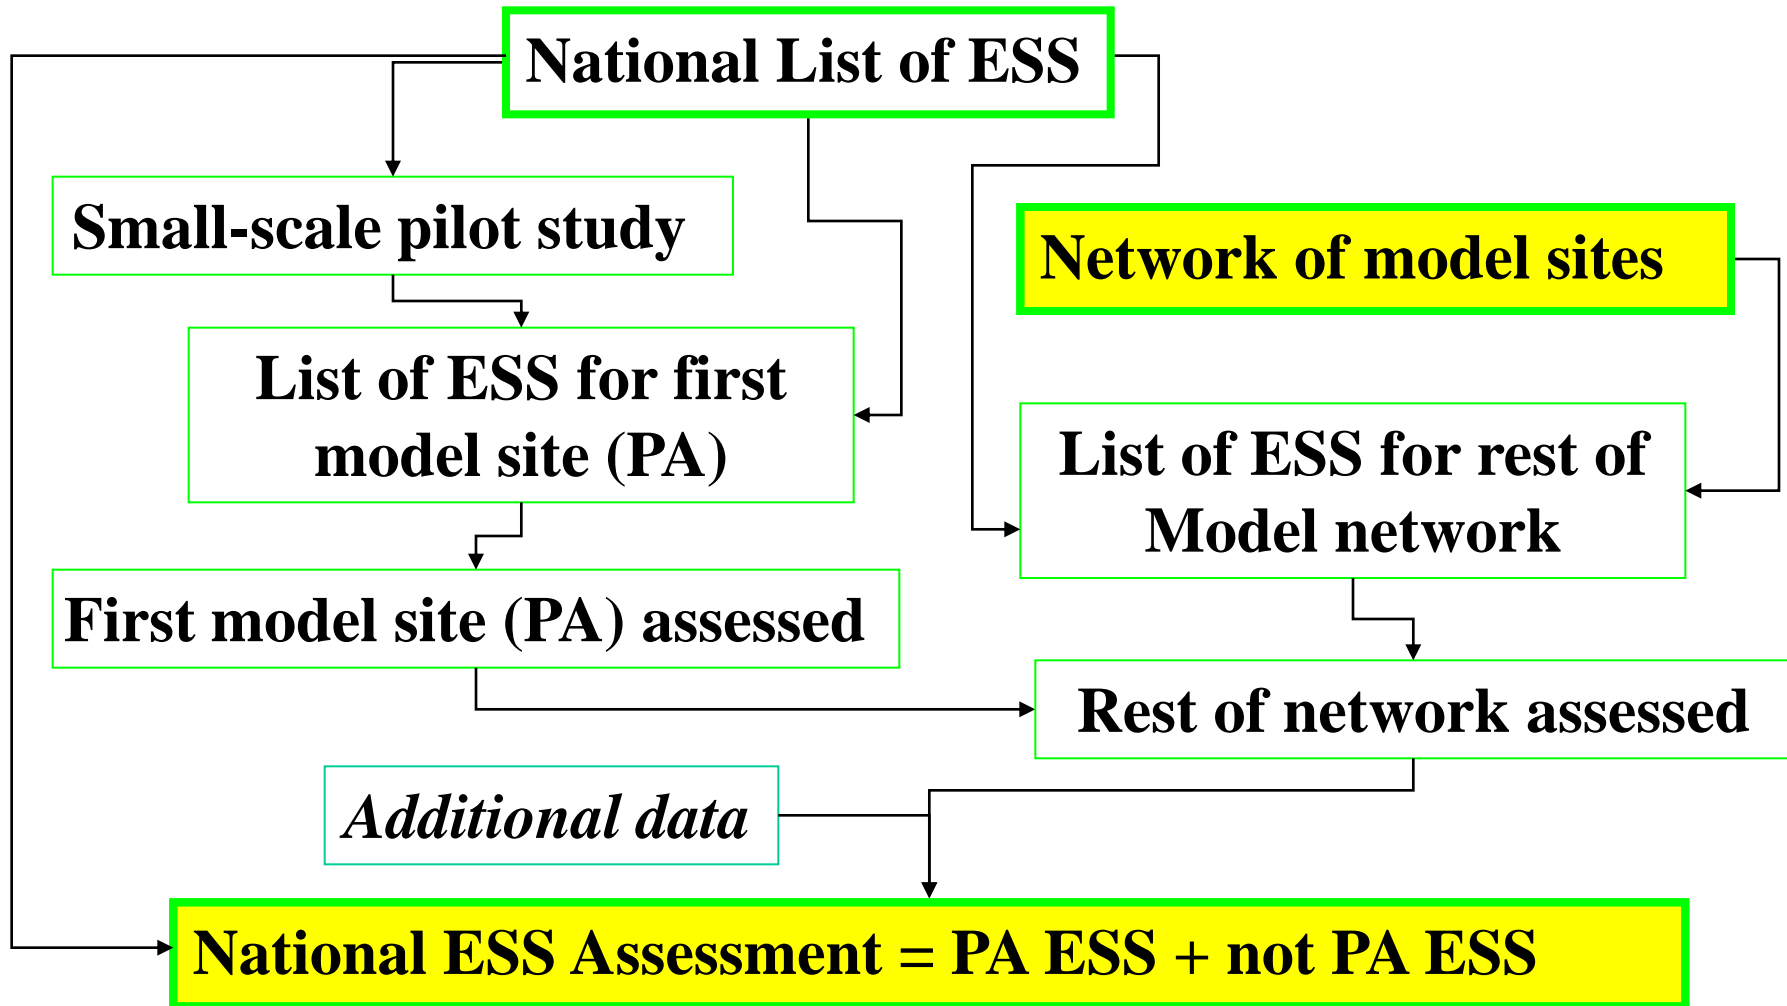 National List of ESS
Small-scale pilot study
Network of model sites
List of ESS for first
model site (PA)
List of ESS for rest of
Model network
First model site (PA) assessed
Rest of network assessed
Additional data
National ESS Assessment = PA ESS + not PA ESS